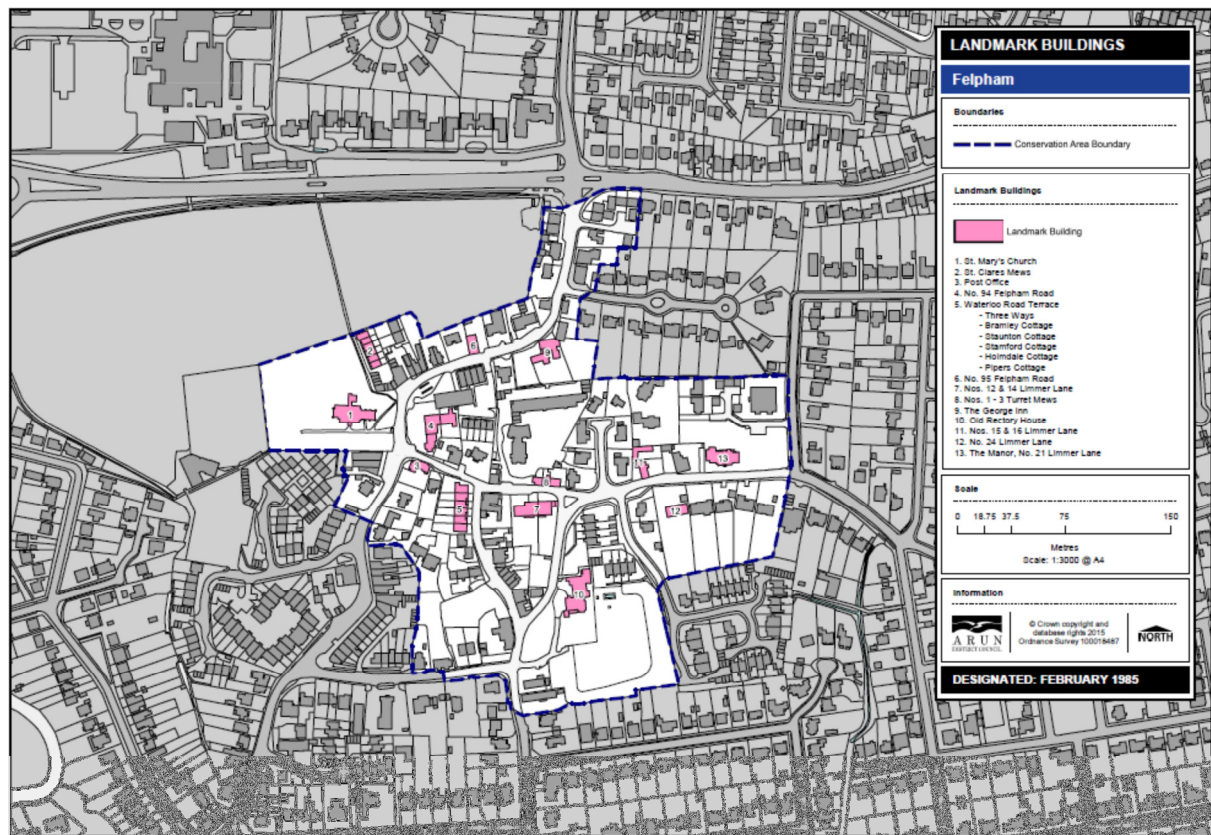 LANDMARK BUILDINGS
Felpham
Boundaries
Conservation Area Boundary
Landmark Buildings
Landmark Building
1. St. Mary's Church
2. St. Clares Mews
3. Post Office
4. No. 94 Felpham Road
5. Waterloo Road Terrace
- Three Ways
- Bramley Cottage
- Staunton Cottage
- Stamford Cottage
- Holmdale Cottage
- Pipers Cottage
6. No. 95 Felpham Road
7. Nos. 12 & 14 Limmer Lane
8. Nos. 1 - 3 Turret Mews
9. The George Inn
10. Old Rectory House
11. Nos. 15 & 16 Limmer Lane
12. No. 24 Limmer Lane
13. The Manor, No. 21 Limmer Lane
Scale
0 18.75 37.5 75 150
Metres
Scale: 1:3000 @ A4
Information
ARUN
DISTRICT COUNCIL
© Crown copyright and
database rights 2015
Ordnance Survey 100018487
NORTH
DESIGNATED: FEBRUARY 1985
2
6
9
1
4
3
11
13
8
5
7
12
10